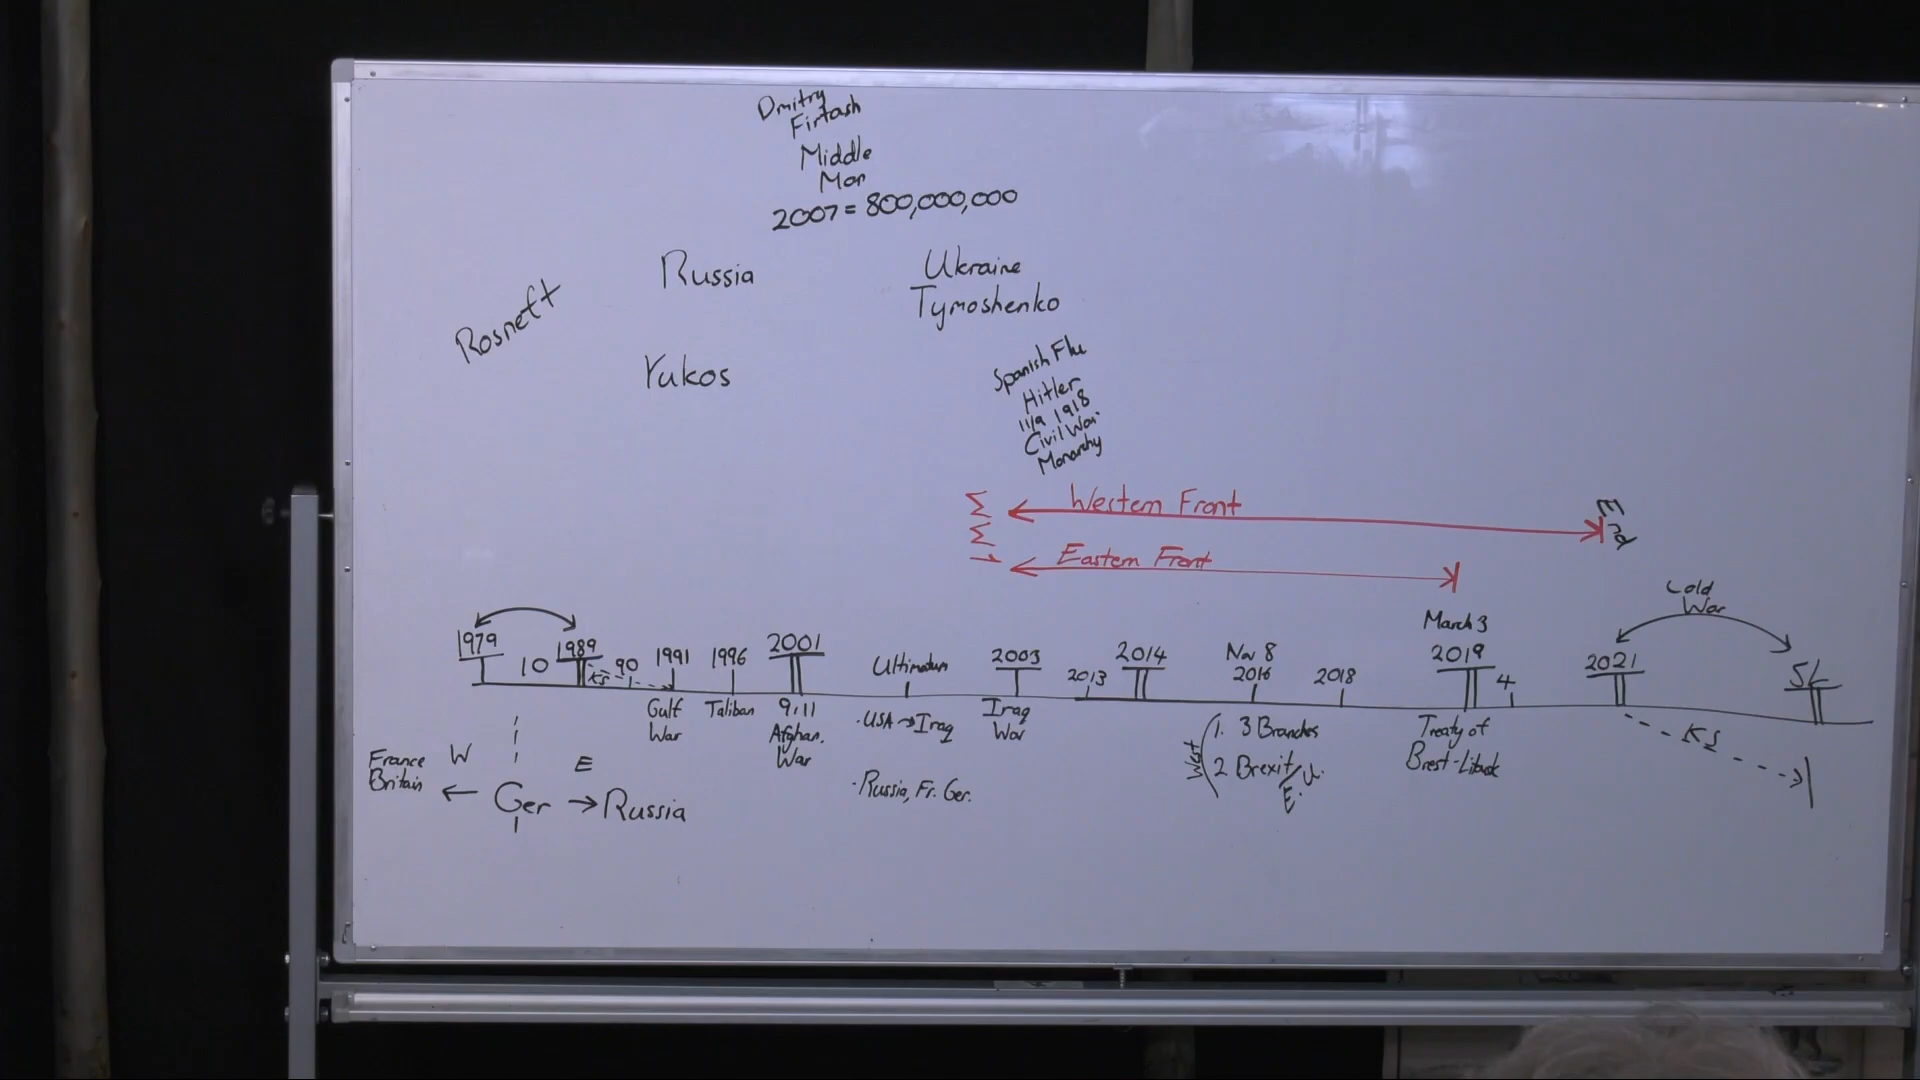 Dmitry
Firtash
Middle
Man
2007 = 800,000,000
Russia
Ukraine
Tymoshenko
Rosneft
Yukos
Spanish Flu
Hitler
11/9 1918
Civil War
Monarchy
Western Front
End
Eastern Front
Cold
War
March 3
1979
10
1989
90
1991
1996
2001
Ultimatum
2003
2013
2014
Nov 8
2016
2018
2019
4
2021
SL
KS
Gulf
War
Taliban
9.11
Afghan.
War
·USA → Iraq
·Russia, Fr. Ger.
Iraq
War
West
1. 3 Branches
2 Brexit/U.
E.
Treaty of
Brest-Litovsk
KS
France
Britain
W
E
← Ger → Russia